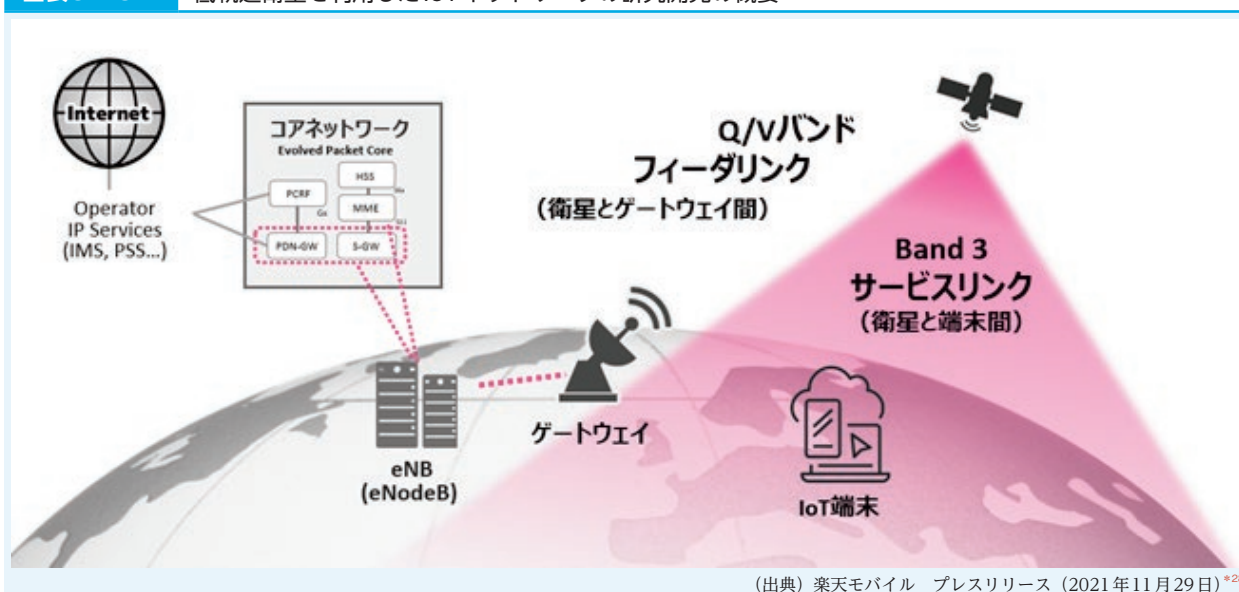 Internet
Operator
IP Services
(IMS, PSS...)
コアネットワーク
Evolved Packet Core
HSS
PCRF
Gx
MME
PDN-GW
S-GW
Q/Vバンド
フィーダリンク
(衛星とゲートウェイ間)
Band 3
サービスリンク
(衛星と端末間)
ゲートウェイ
eNB
(eNodeB)
IoT端末
(出典)楽天モバイル プレスリリース(2021年11月29日)